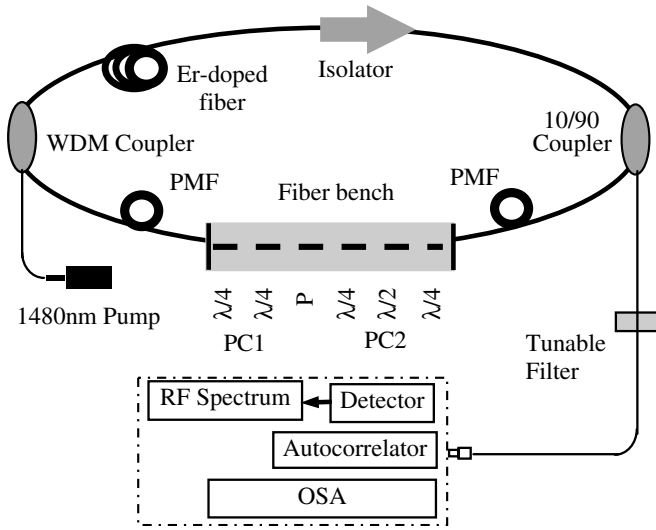 Isolator
Er-doped
fiber
10/90
Coupler
WDM Coupler
PMF
Fiber bench
PMF
λ/4 λ/4 P λ/4 λ/2 λ/4
1480nm Pump
PC1
PC2
Tunable
Filter
RF Spectrum
Detector
Autocorrelator
OSA